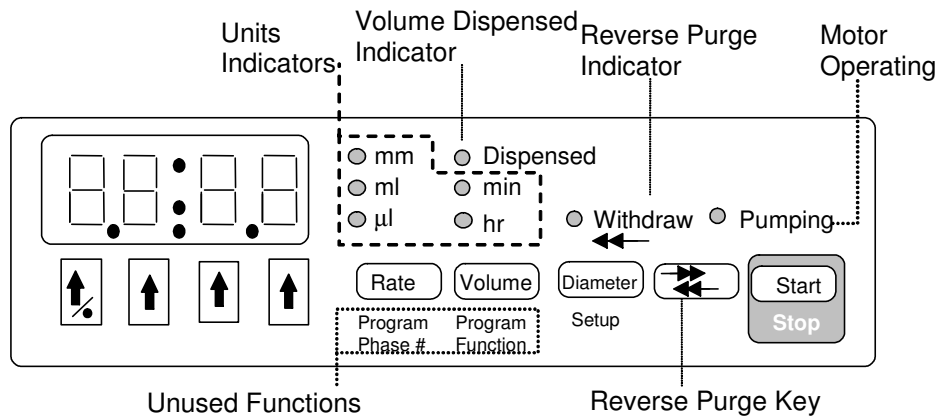 Units
Indicators
Volume Dispensed
Indicator
Reverse Purge
Indicator
Motor
Operating
mm
Dispensed
ml
min
µl
hr
Withdraw
Pumping
Rate
Volume
Diameter
Start
Program
Phase #
Program
Function
Setup
Stop
Unused Functions
Reverse Purge Key